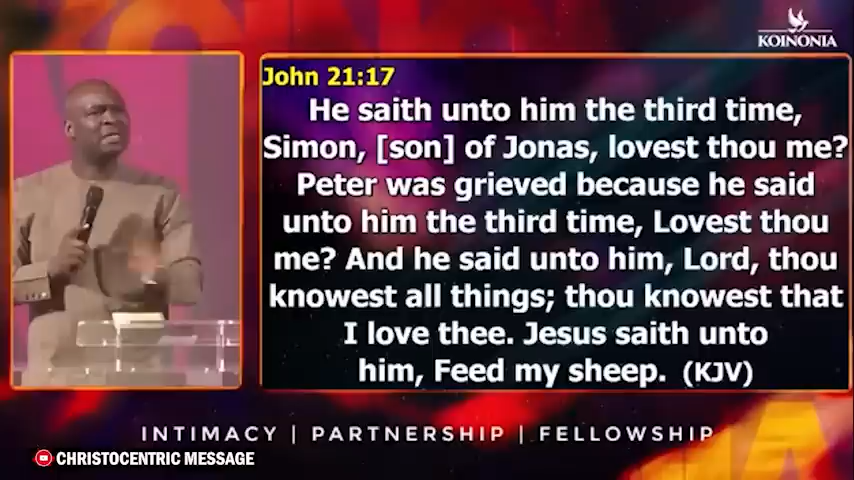 KOINONIA
John 21:17
He saith unto him the third time,
Simon, [son] of Jonas, lovest thou me?
Peter was grieved because he said
unto him the third time, Lovest thou
me? And he said unto him, Lord, thou
knowest all things; thou knowest that
I love thee. Jesus saith unto
him, Feed my sheep. (KJV)
INTIMACY | PARTNERSHIP | FELLOWSHIP
CHRISTOCENTRIC MESSAGE